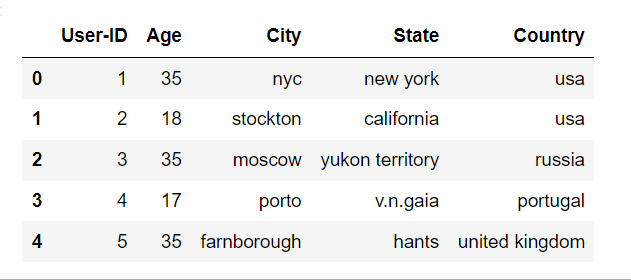 User-ID Age City State Country
0 1 35 nyc new york usa
1 2 18 stockton california usa
2 3 35 moscow yukon territory russia
3 4 17 porto v.n.gaia portugal
4 5 35 farnborough hants united kingdom